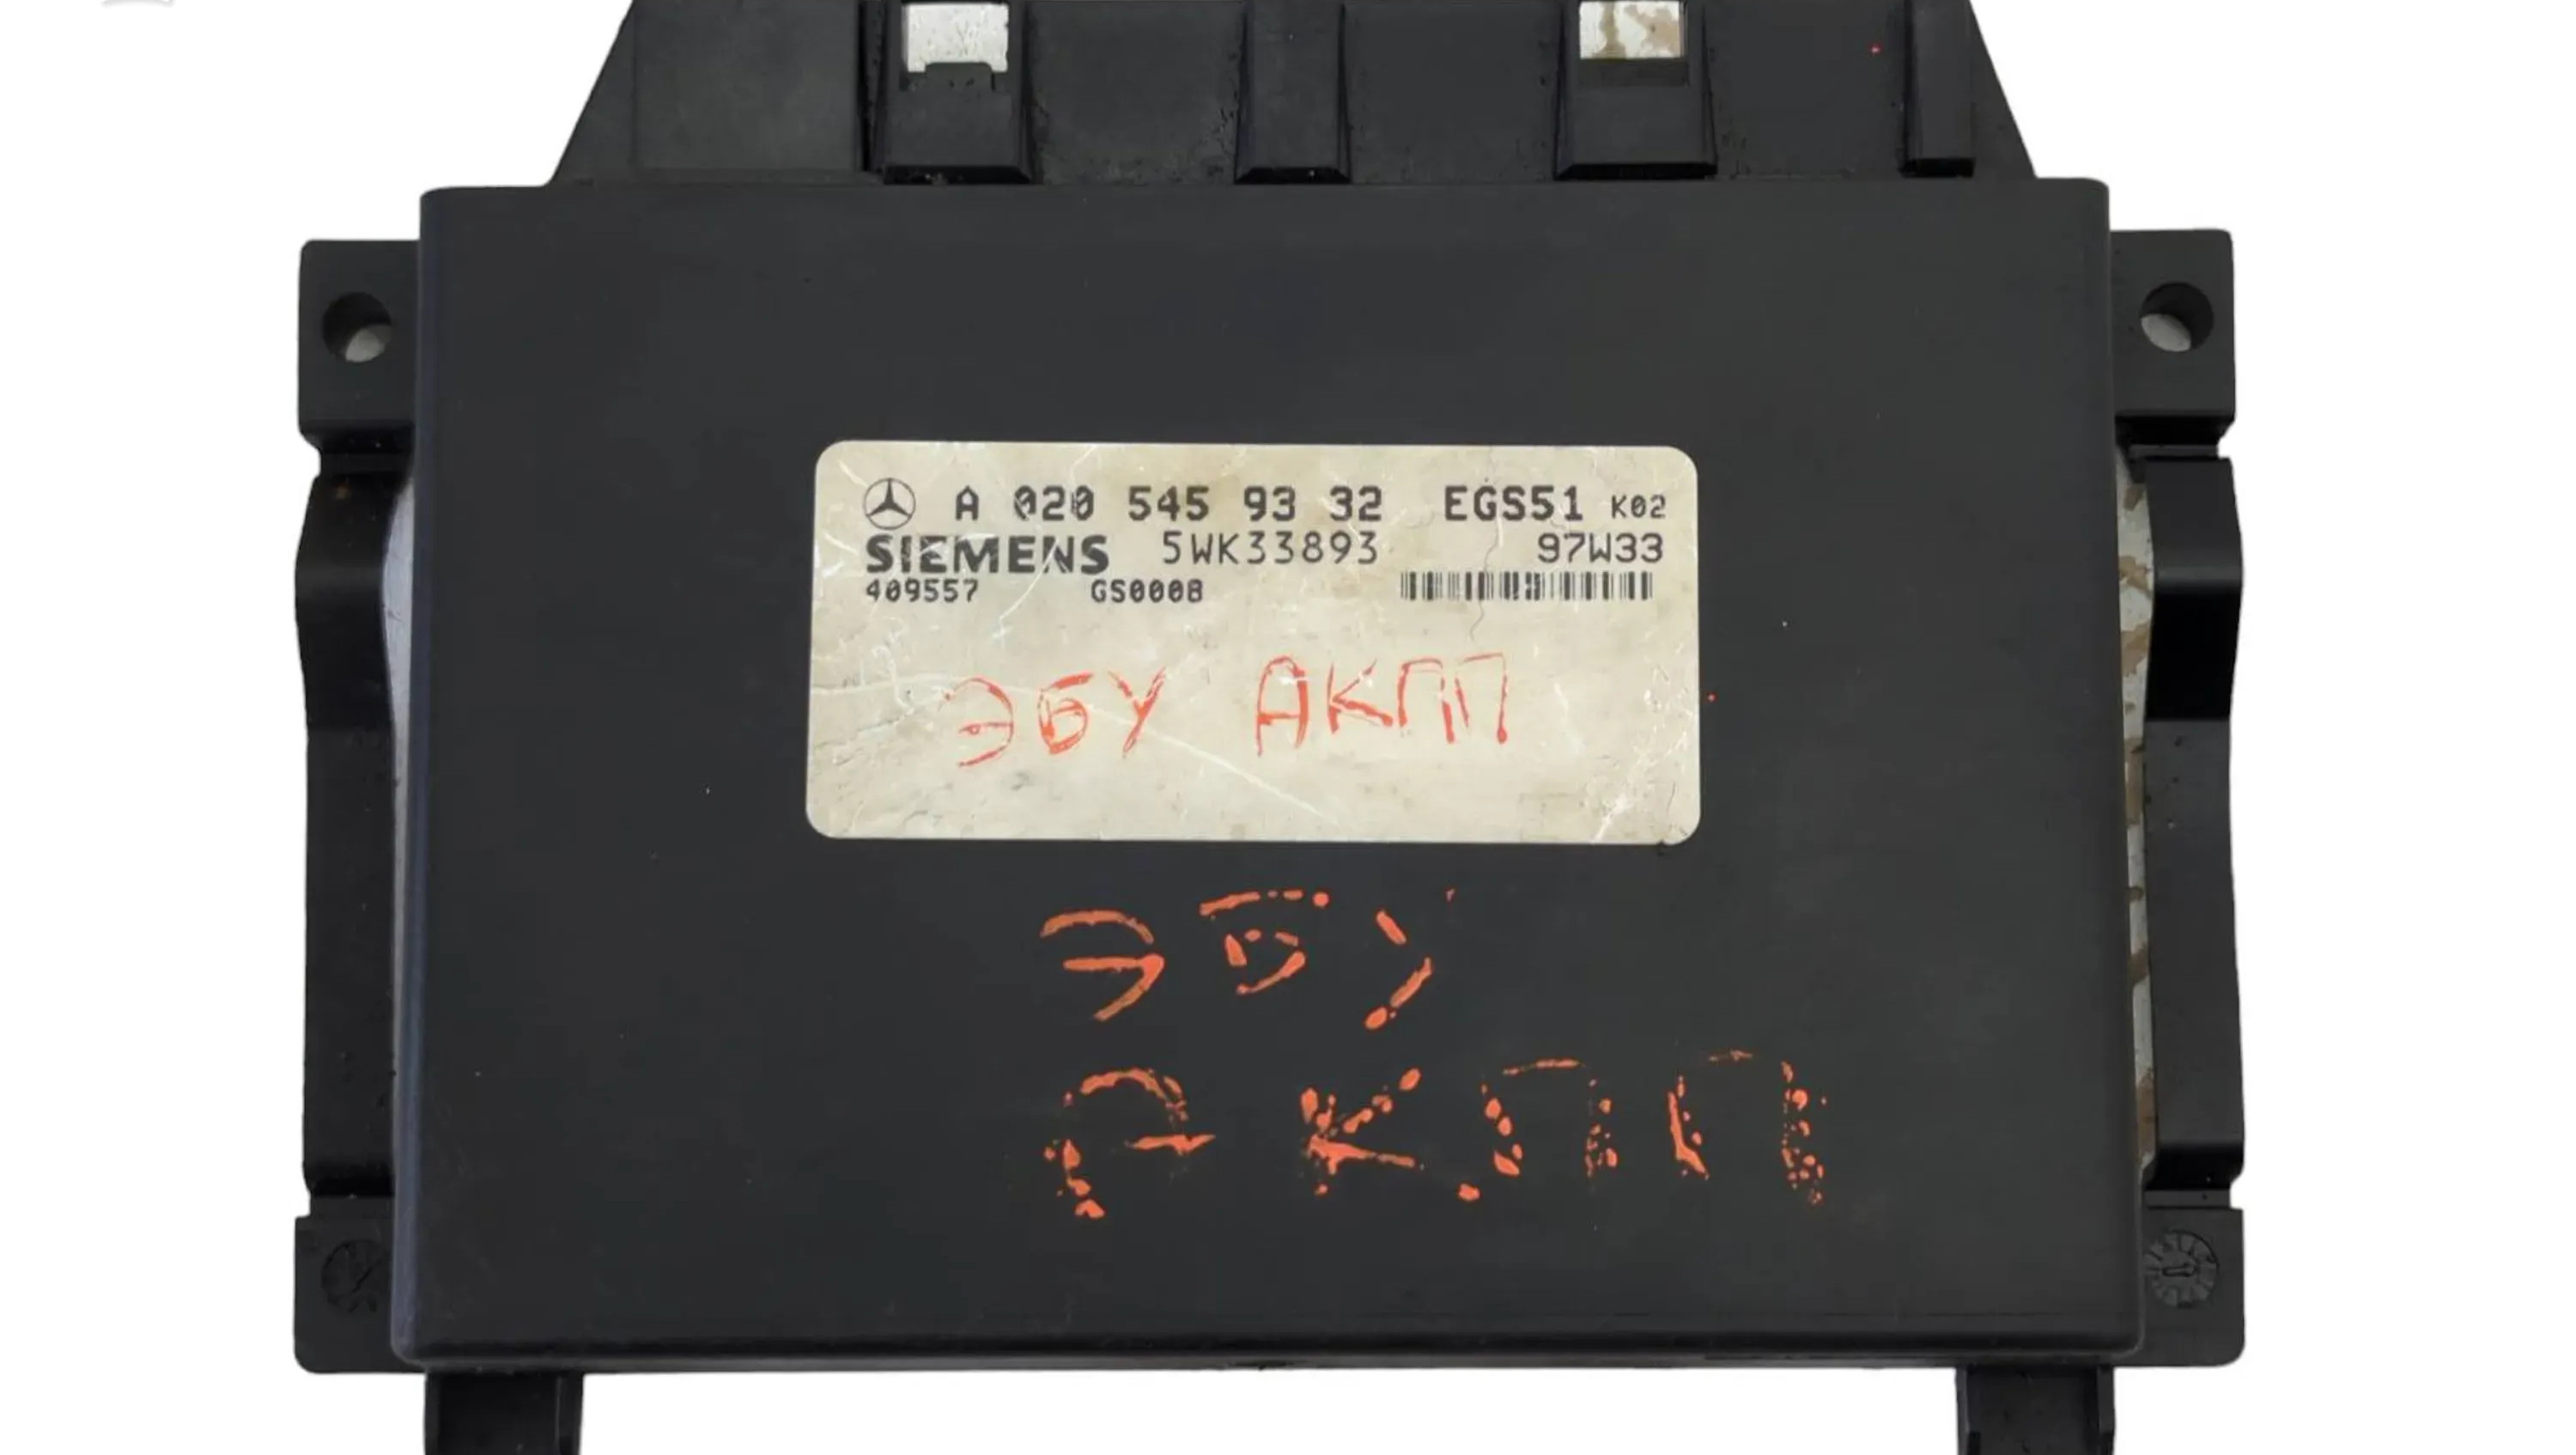 A 020 545 93 32 EGS51 K02
SIEMENS 5WK33893 97W33
409557 GS0008
ЭБУ АКПП
ЭБУ
АКПП